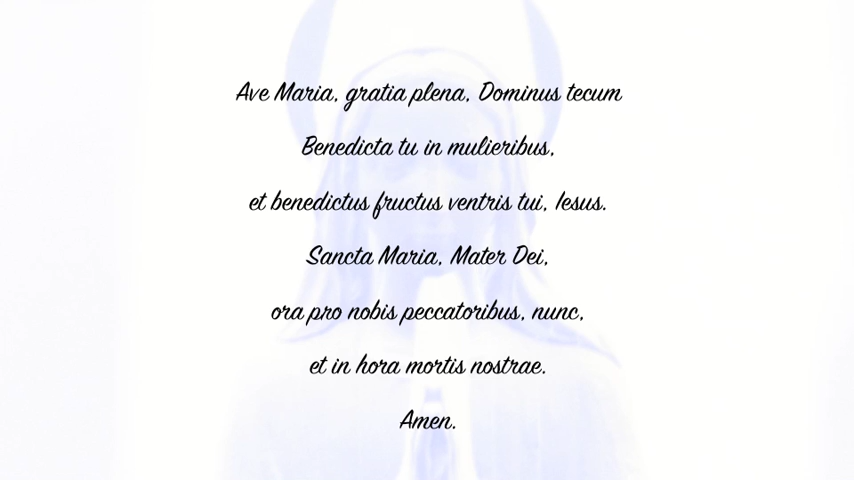 Ave Maria, gratia plena, Dominus tecum
Benedicta tu in mulieribus,
et benedictus fructus ventris tui, Iesus.
Sancta Maria, Mater Dei,
ora pro nobis peccatoribus, nunc,
et in hora mortis nostrae.
Amen.